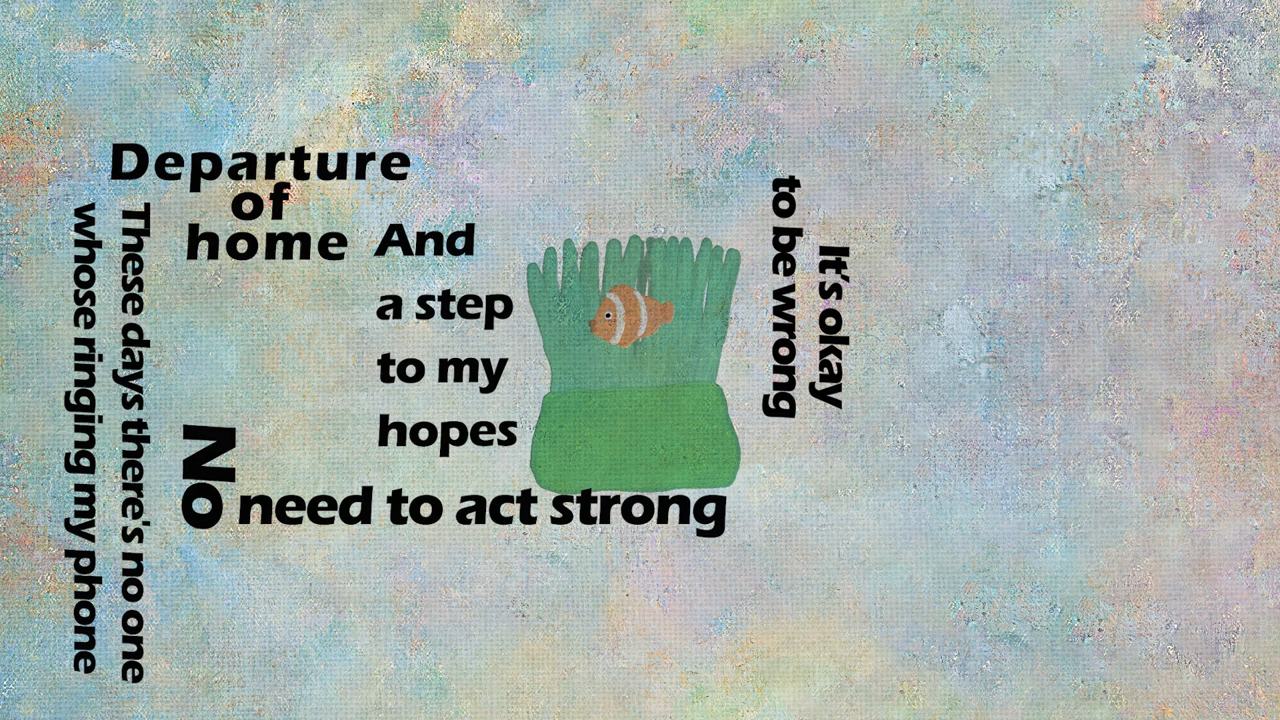 Departure
of
home
These days there's no one
whose ringing my phone
And
a step
to my
hopes
No need to act strong
It's okay
to be wrong